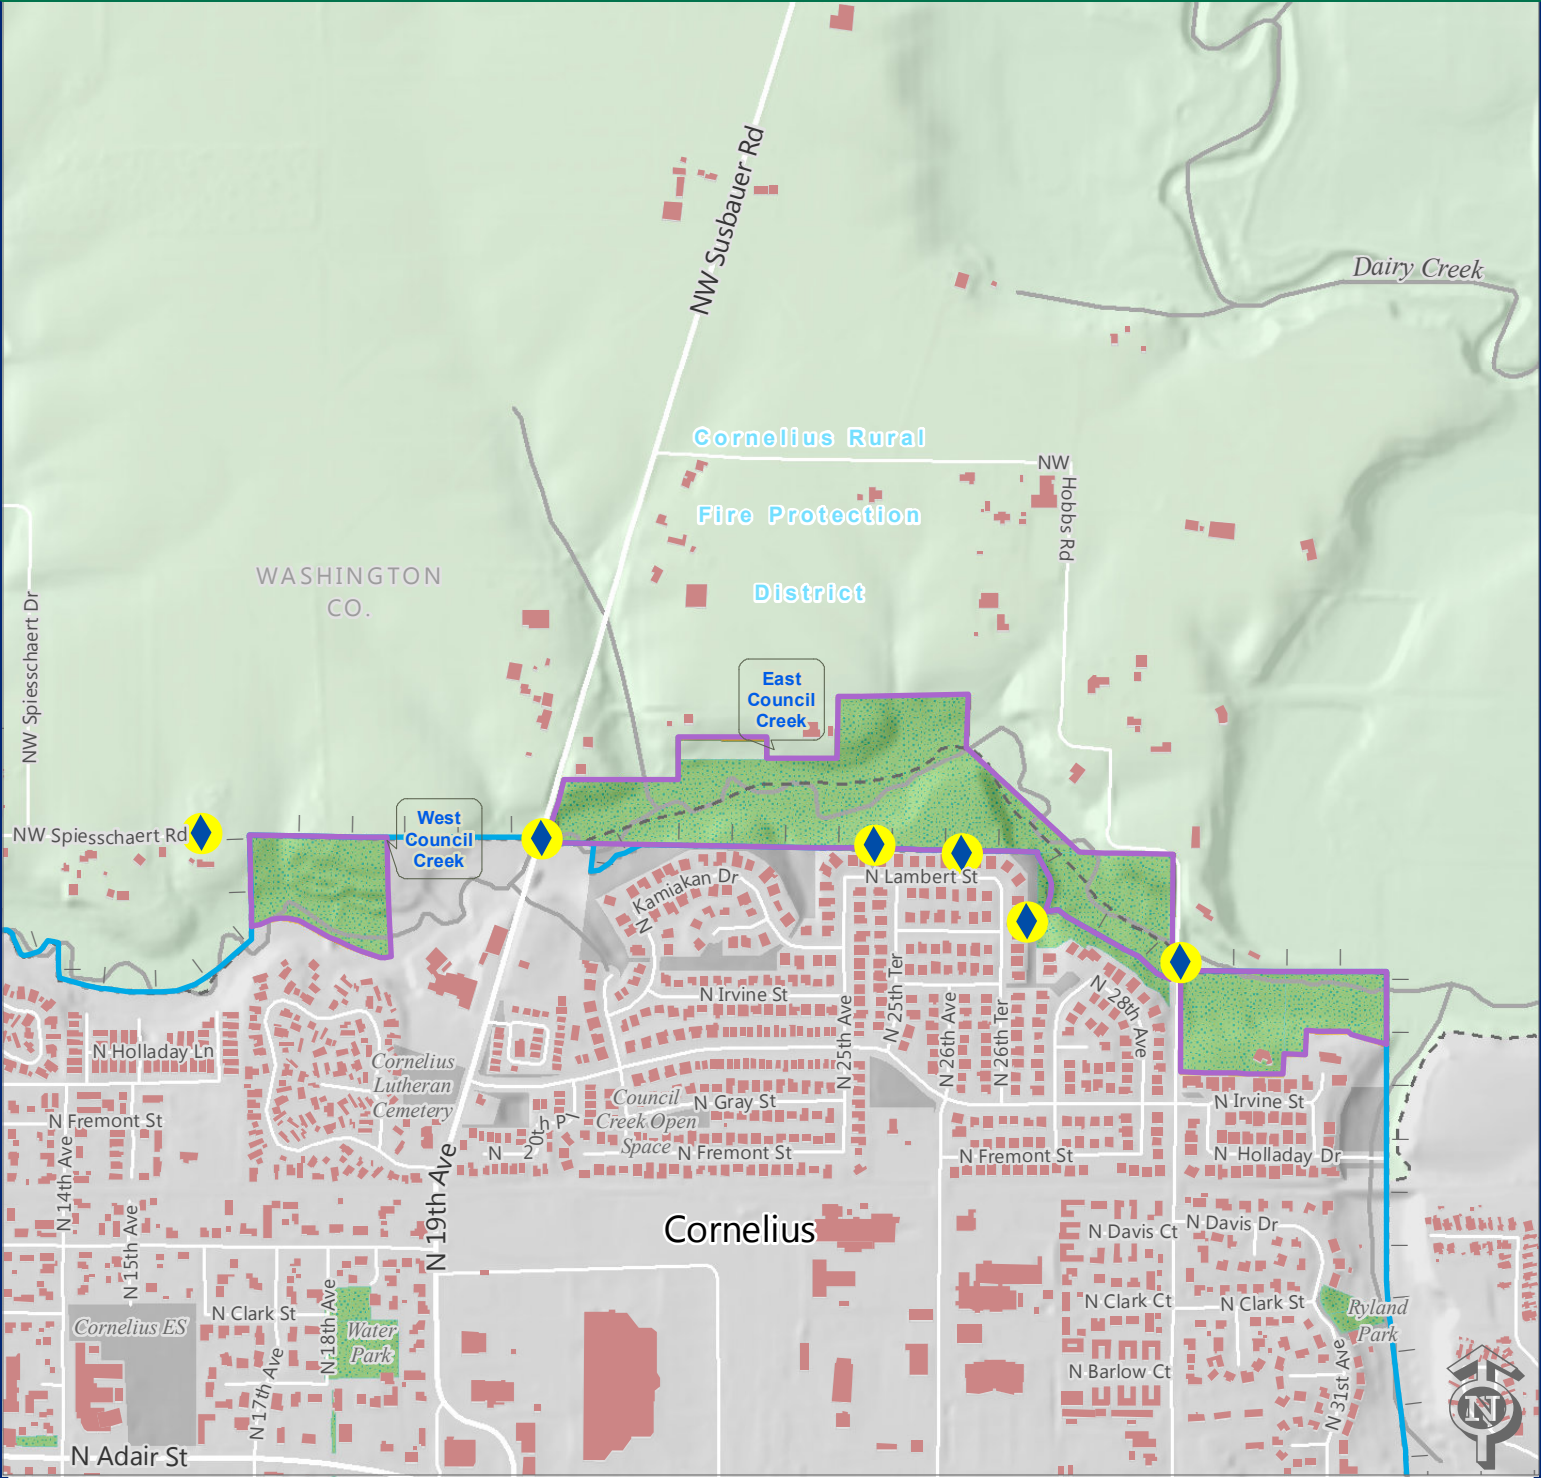 NW Susbauer Rd
Dairy Creek
Cornelius Rural
Fire Protection
District
NW
Hobbs Rd
WASHINGTON
CO.
NW Spiesschaert Dr
East
Council
Creek
West
Council
Creek
NW Spiesschaert Rd
N Lambert St
N Kamiakan Dr
N Irvine St
N 25th Ave
N 25th Ter
N 26th Ave
N 26th Ter
N 28th Ave
N Holladay Ln
Cornelius
Lutheran
Cemetery
Council
Creek Open
Space
N Gray St
N Irvine St
N Fremont St
N 20th Pl
N Fremont St
N Fremont St
N Holladay Dr
N 14th Ave
N 15th Ave
N 19th Ave
Cornelius
N Davis Ct
N Davis Dr
N Clark St
N 18th Ave
N Clark Ct
N Clark St
Ryland
Park
Cornelius ES
Water
Park
N 17th Ave
N Barlow Ct
N 31st Ave
N Adair St
N